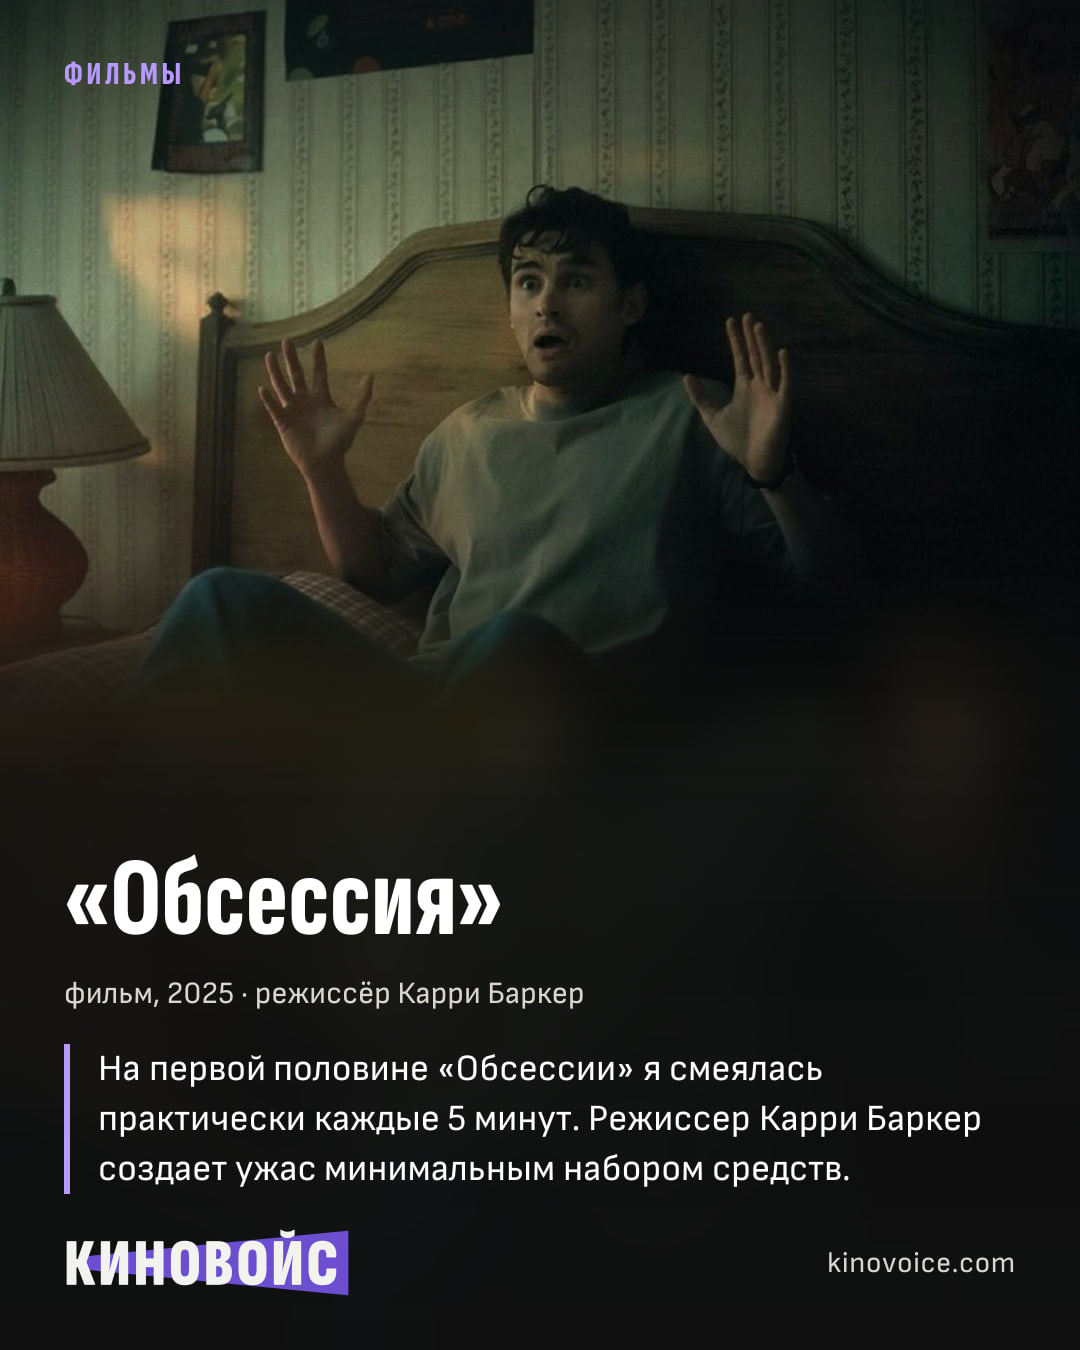 ФИЛЬМЫ
«Обсессия»
фильм, 2025 · режиссёр Карри Баркер
На первой половине «Обсессии» я смеялась
практически каждые 5 минут. Режиссер Карри Баркер
создает ужас минимальным набором средств.
КИНОВОЙС
kinovoice.com